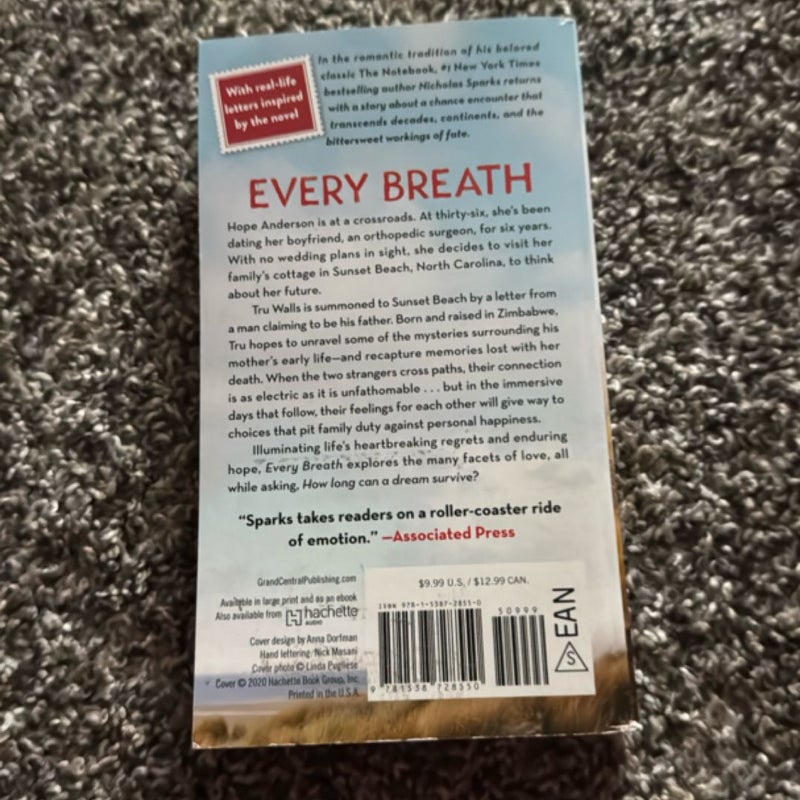 With real-life
letters inspired
by the novel
In the romantic tradition of his beloved
classic The Notebook, #1 New York Times
bestselling author Nicholas Sparks returns
with a story about a chance encounter that
transcends decades, continents, and the
bittersweet workings of fate.
EVERY BREATH
Hope Anderson is at a crossroads. At thirty-six, she's been
dating her boyfriend, an orthopedic surgeon, for six years.
With no wedding plans in sight, she decides to visit her
family's cottage in Sunset Beach, North Carolina, to think
about her future.
Tru Walls is summoned to Sunset Beach by a letter from
a man claiming to be his father. Born and raised in Zimbabwe,
Tru hopes to unravel some of the mysteries surrounding his
mother's early life—and recapture memories lost with her
death. When the two strangers cross paths, their connection
is as electric as it is unfathomable . . . but in the immersive
days that follow, their feelings for each other will give way to
choices that pit family duty against personal happiness.
Illuminating life's heartbreaking regrets and enduring
hope, Every Breath explores the many facets of love, all
while asking, How long can a dream survive?
"Sparks takes readers on a roller-coaster ride
of emotion." —Associated Press
GrandCentralPublishing.com
Available in large print and as an ebook
Also available from hachette
AUDIO
Cover design by Anna Dorfman
Hand lettering: Nick Masani
Cover photo © Linda Pugliese
Cover © 2020 Hachette Book Group, Inc.
Printed in the U.S.A.
$9.99 U.S. / $12.99 CAN.
ISBN 978-1-5387-2855-0
50999
9 781538 728550
EAN
S